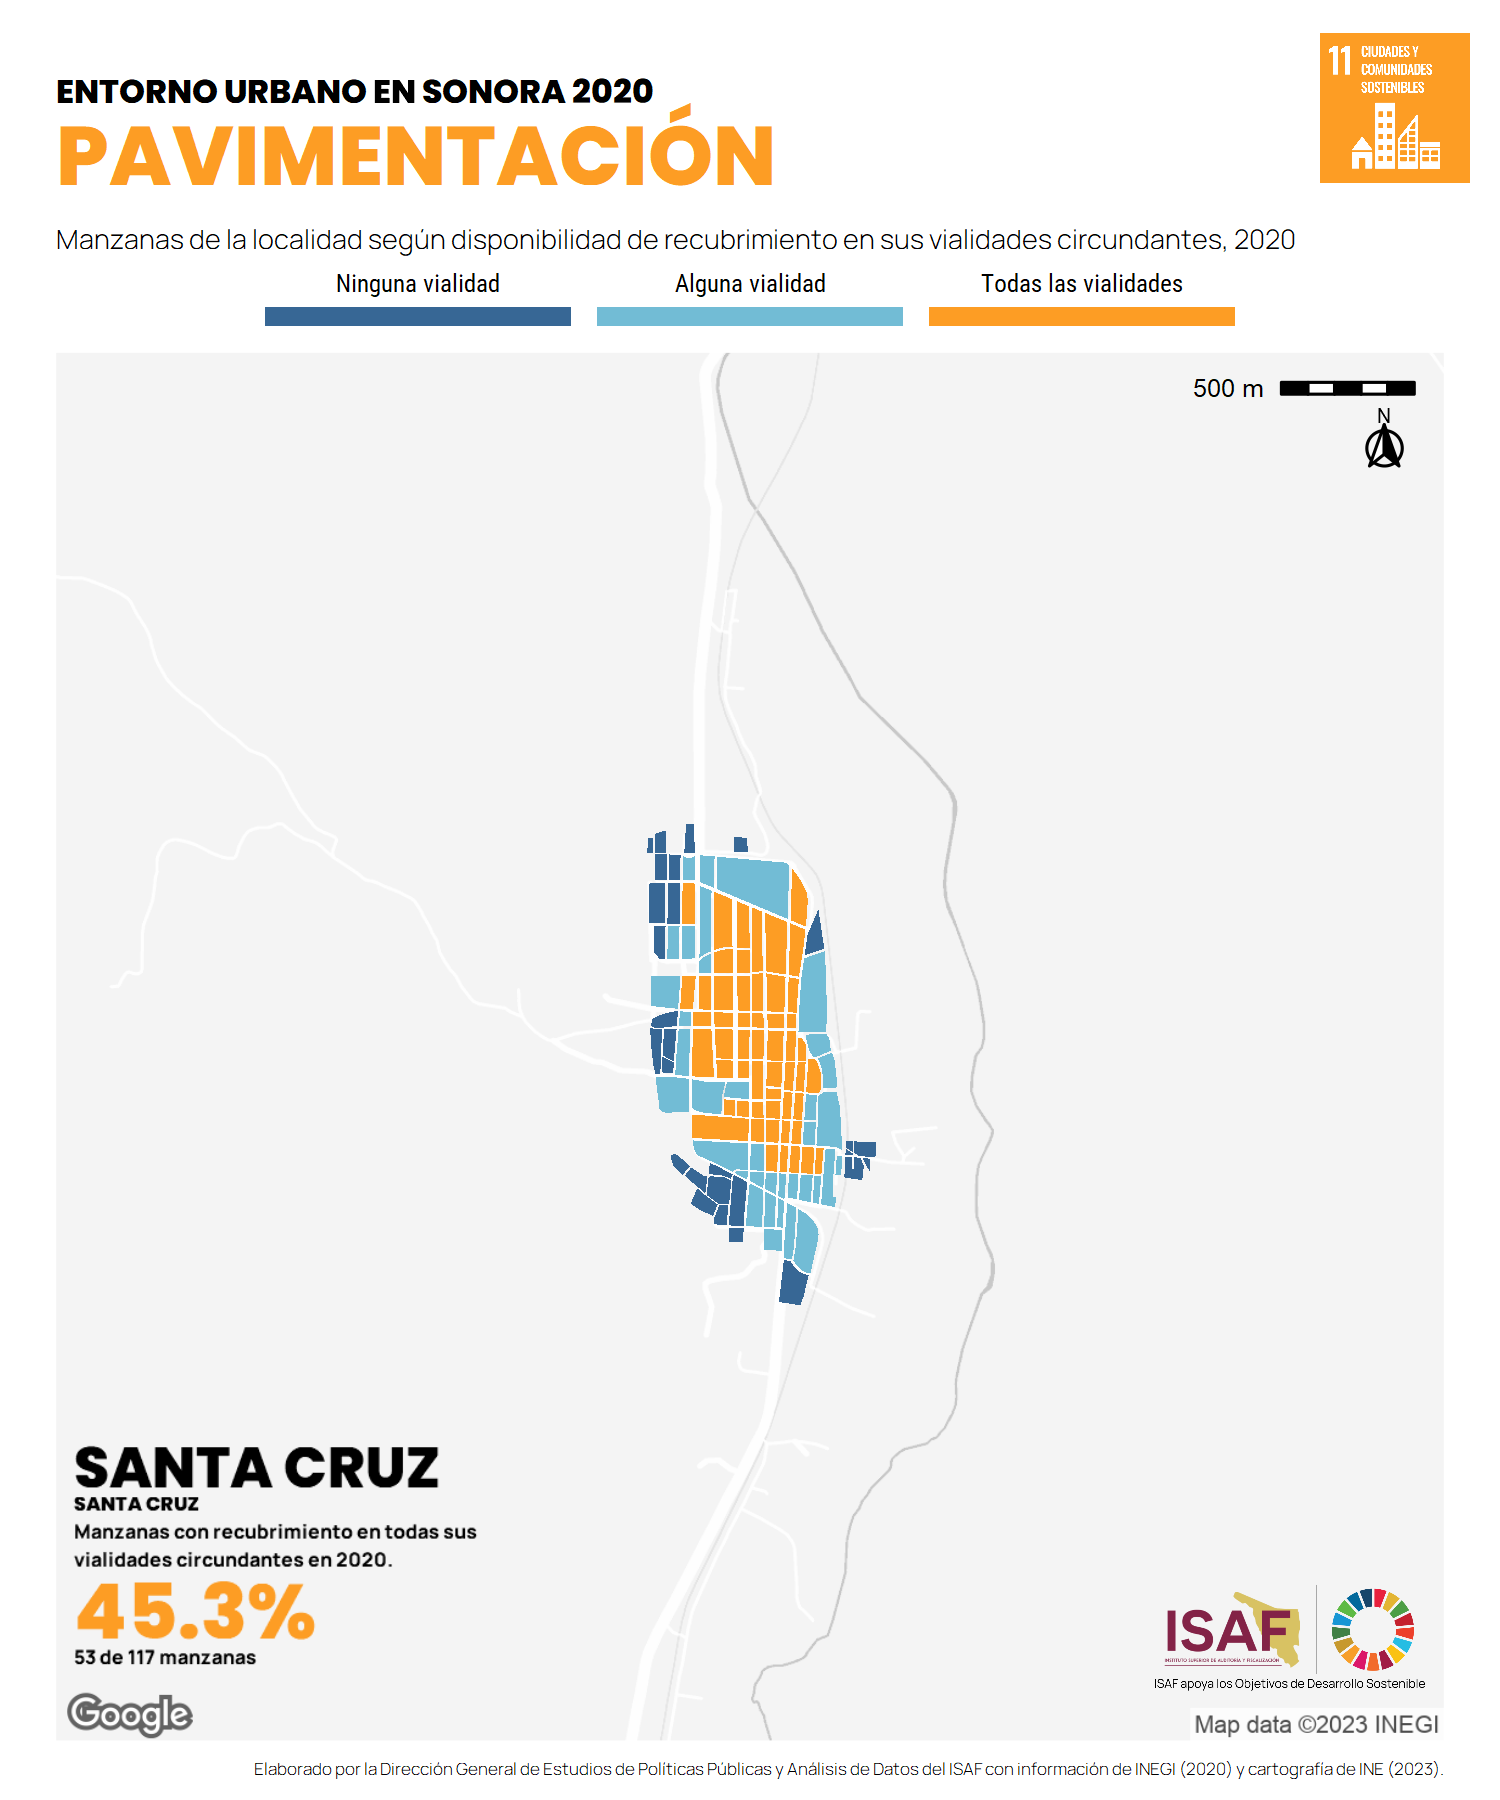 ENTORNO URBANO EN SONORA 2020
PAVIMENTACIÓN
11 CIUDADES Y
COMUNIDADES
SOSTENIBLES
Manzanas de la localidad según disponibilidad de recubrimiento en sus vialidades circundantes, 2020
Ninguna vialidad
Alguna vialidad
Todas las vialidades
500 m
N
SANTA CRUZ
SANTA CRUZ
Manzanas con recubrimiento en todas sus
vialidades circundantes en 2020.
45.3%
53 de 117 manzanas
Google
ISAF
INSTITUTO SUPERIOR DE AUDITORÍA Y FISCALIZACIÓN
ISAF apoya los Objetivos de Desarrollo Sostenible
Map data ©2023 INEGI
Elaborado por la Dirección General de Estudios de Políticas Públicas y Análisis de Datos del ISAF con información de INEGI (2020) y cartografía de INE (2023).